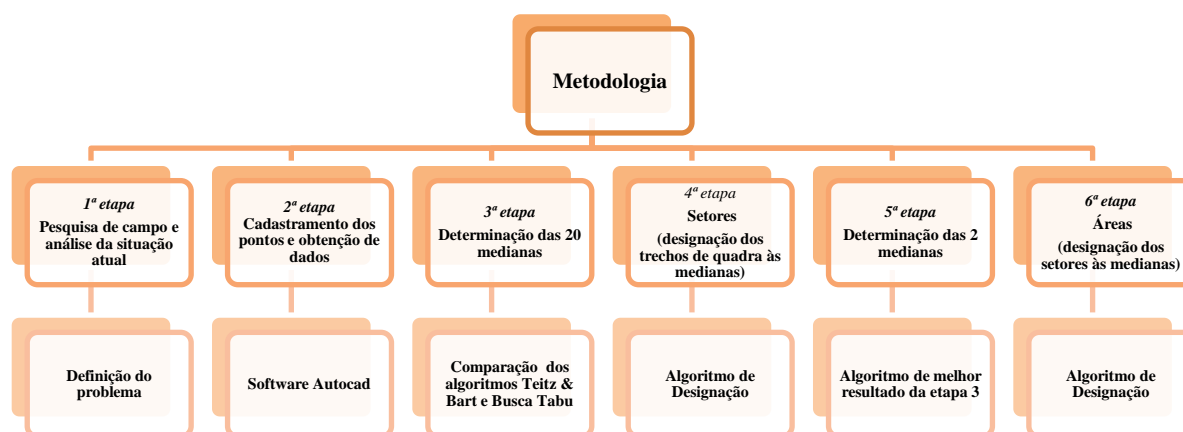 Metodologia
1ª etapa
Pesquisa de campo e
análise da situação
atual
2ª etapa
Cadastramento dos
pontos e obtenção de
dados
3ª etapa
Determinação das 20
medianas
4ª etapa
Setores
(designação dos
trechos de quadra às
medianas)
5ª etapa
Determinação das 2
medianas
6ª etapa
Áreas
(designação dos
setores às medianas)
Definição do
problema
Software Autocad
Comparação dos
algoritmos Teitz &
Bart e Busca Tabu
Algoritmo de
Designação
Algoritmo de melhor
resultado da etapa 3
Algoritmo de
Designação